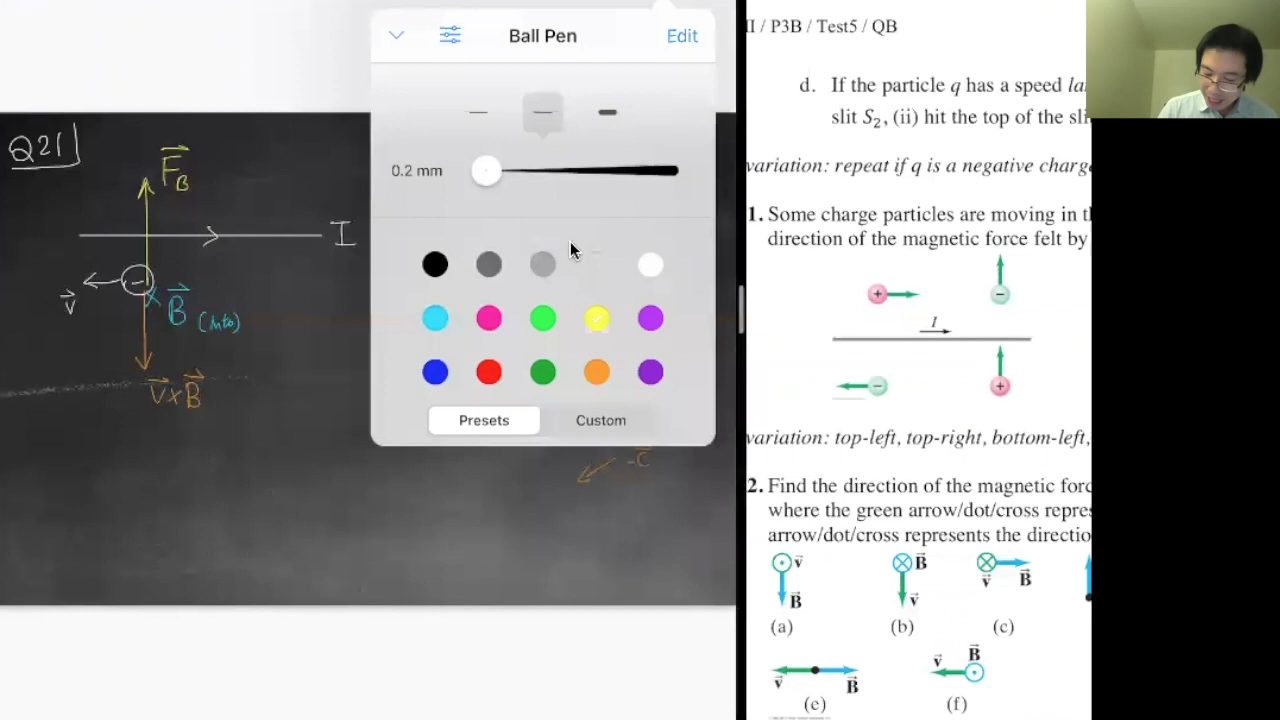 Q21
F_B
I
v
B (into)
v×B
-C
Ball Pen
Edit
0.2 mm
Presets
Custom
II / P3B / Test5 / QB
d. If the particle q has a speed la
slit S2, (ii) hit the top of the sli
variation: repeat if q is a negative charg
1. Some charge particles are moving in t
direction of the magnetic force felt by
+
−
I
−
+
variation: top-left, top-right, bottom-left,
2. Find the direction of the magnetic forc
where the green arrow/dot/cross repres
arrow/dot/cross represents the directio
v
B
B
v
v
B
(a)
(b)
(c)
v
B
v
B
(e)
(f)